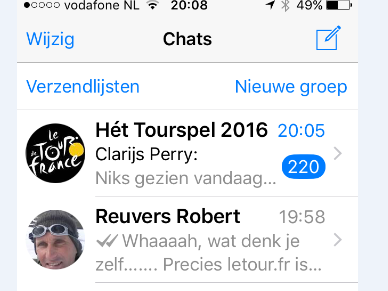 vodafone NL 20:08 49%
Wijzig Chats
Verzendlijsten Nieuwe groep
Le Tour de france
Hét Tourspel 2016 20:05
Clarijs Perry:
Niks gezien vandaag... 220
Reuvers Robert 19:58
Whaaaah, wat denk je
zelf....... Precies letour.fr is...